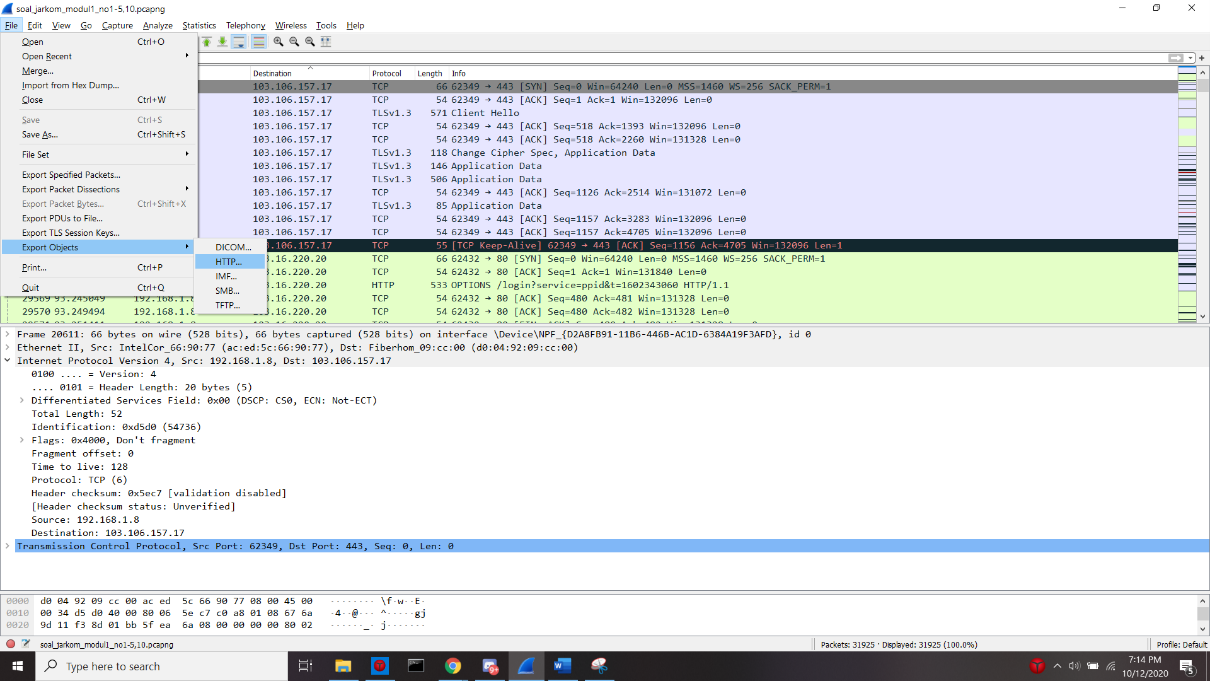 soal_jarkom_modul1_no1-5,10.pcapng
File Edit View Go Capture Analyze Statistics Telephony Wireless Tools Help
Open Ctrl+O
Open Recent
Merge...
Import from Hex Dump...
Close Ctrl+W
Save Ctrl+S
Save As... Ctrl+Shift+S
File Set
Export Specified Packets...
Export Packet Dissections
Export Packet Bytes... Ctrl+Shift+X
Export PDUs to File...
Export TLS Session Keys...
Export Objects
Print... Ctrl+P
Quit Ctrl+Q
DICOM...
HTTP...
IMF...
SMB...
TFTP...
Destination Protocol Length Info
103.106.157.17 TCP 66 62349 → 443 [SYN] Seq=0 Win=64240 Len=0 MSS=1460 WS=256 SACK_PERM=1
103.106.157.17 TCP 54 62349 → 443 [ACK] Seq=1 Ack=1 Win=132096 Len=0
103.106.157.17 TLSv1.3 571 Client Hello
103.106.157.17 TCP 54 62349 → 443 [ACK] Seq=518 Ack=1393 Win=132096 Len=0
103.106.157.17 TCP 54 62349 → 443 [ACK] Seq=518 Ack=2260 Win=131328 Len=0
103.106.157.17 TLSv1.3 118 Change Cipher Spec, Application Data
103.106.157.17 TLSv1.3 146 Application Data
103.106.157.17 TLSv1.3 506 Application Data
103.106.157.17 TCP 54 62349 → 443 [ACK] Seq=1126 Ack=2514 Win=131072 Len=0
103.106.157.17 TLSv1.3 85 Application Data
103.106.157.17 TCP 54 62349 → 443 [ACK] Seq=1157 Ack=3283 Win=132096 Len=0
103.106.157.17 TCP 54 62349 → 443 [ACK] Seq=1157 Ack=4705 Win=132096 Len=0
3.106.157.17 TCP 55 [TCP Keep-Alive] 62349 → 443 [ACK] Seq=1156 Ack=4705 Win=132096 Len=1
.16.220.20 TCP 66 62432 → 80 [SYN] Seq=0 Win=64240 Len=0 MSS=1460 WS=256 SACK_PERM=1
.16.220.20 TCP 54 62432 → 80 [ACK] Seq=1 Ack=1 Win=131840 Len=0
.16.220.20 HTTP 533 OPTIONS /login?service=ppid&t=1602343060 HTTP/1.1
29569 93.245049 192.168.1.8 .16.220.20 TCP 54 62432 → 80 [ACK] Seq=480 Ack=481 Win=131328 Len=0
29570 93.249494 192.168.1.8 .16.220.20 TCP 54 62432 → 80 [ACK] Seq=480 Ack=482 Win=131328 Len=0
Frame 20611: 66 bytes on wire (528 bits), 66 bytes captured (528 bits) on interface \Device\NPF_{D2A8FB91-11B6-446B-AC1D-6384A19F3AFD}, id 0
Ethernet II, Src: IntelCor_66:90:77 (ac:ed:5c:66:90:77), Dst: Fiberhom_09:cc:00 (d0:04:92:09:cc:00)
Internet Protocol Version 4, Src: 192.168.1.8, Dst: 103.106.157.17
0100 .... = Version: 4
.... 0101 = Header Length: 20 bytes (5)
Differentiated Services Field: 0x00 (DSCP: CS0, ECN: Not-ECT)
Total Length: 52
Identification: 0xd5d0 (54736)
Flags: 0x4000, Don't fragment
Fragment offset: 0
Time to live: 128
Protocol: TCP (6)
Header checksum: 0x5ec7 [validation disabled]
[Header checksum status: Unverified]
Source: 192.168.1.8
Destination: 103.106.157.17
Transmission Control Protocol, Src Port: 62349, Dst Port: 443, Seq: 0, Len: 0
0000 d0 04 92 09 cc 00 ac ed 5c 66 90 77 08 00 45 00 ········ \f·w··E·
0010 00 34 d5 d0 40 00 80 06 5e c7 c0 a8 01 08 67 6a ·4··@··· ^·····gj
0020 9d 11 f3 8d 01 bb 5f ea 6a 08 00 00 00 00 80 02 ······_· j·······
soal_jarkom_modul1_no1-5,10.pcapng Packets: 31925 · Displayed: 31925 (100.0%) Profile: Default
Type here to search
7:14 PM
10/12/2020
5